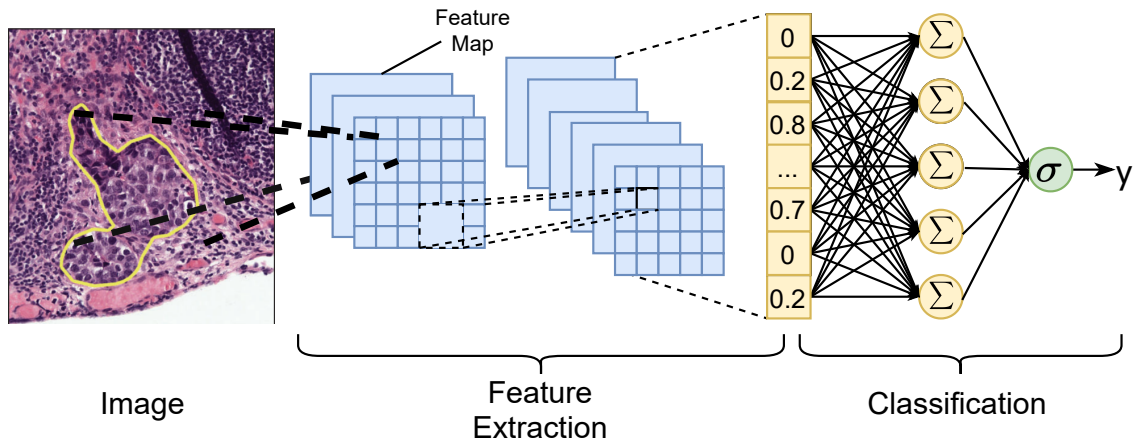 Feature
Map
0
0.2
0.8
...
0.7
0
0.2
Σ
Σ
Σ
Σ
Σ
σ
y
Image
Feature
Extraction
Classification